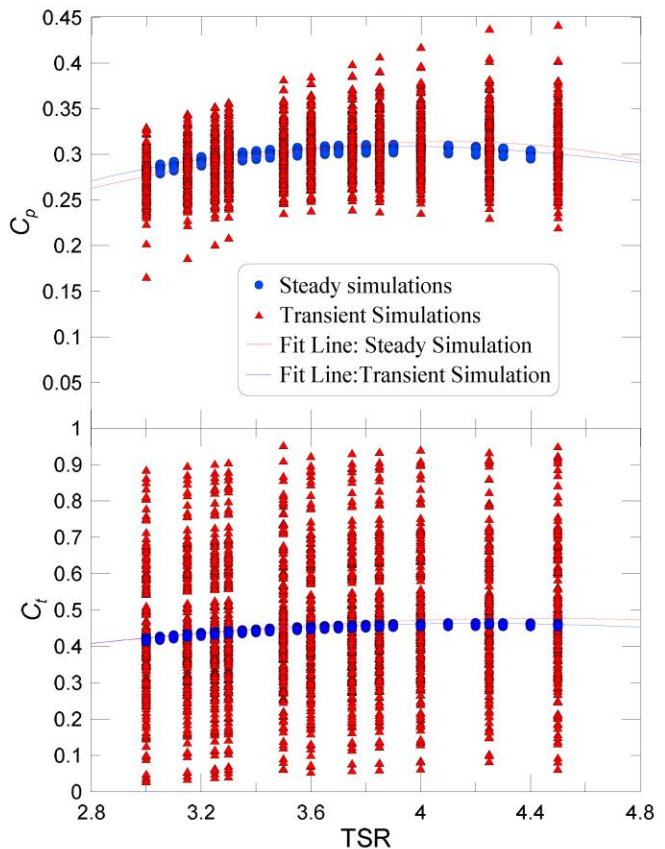 0.45
0.4
0.35
0.3
0.25
0.2
0.15
0.1
0.05
Cp
Steady simulations
Transient Simulations
Fit Line: Steady Simulation
Fit Line:Transient Simulation
1
0.9
0.8
0.7
0.6
0.5
0.4
0.3
0.2
0.1
0
Ct
2.8 3.2 3.6 4 4.4 4.8
TSR